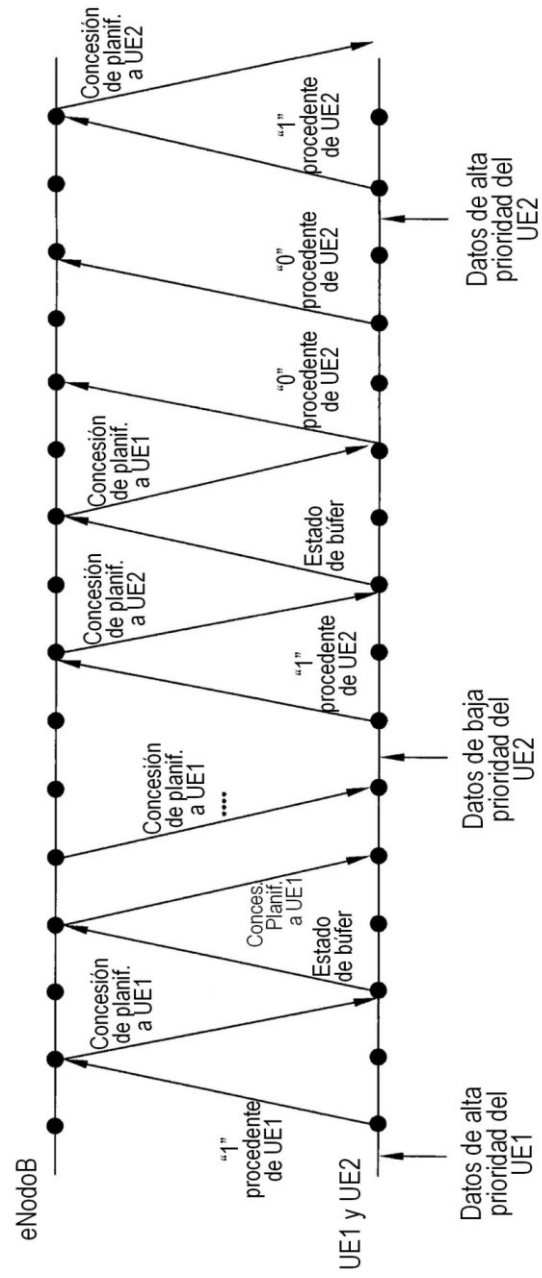 eNodoB
UE1 y UE2
Datos de alta
prioridad del
UE1
“1”
procedente
de UE1
Concesión
de planif.
a UE1
Estado
de búfer
Conces.
Planif.
a UE1
Concesión
de planif.
a UE1
••••
Datos de baja
prioridad del
UE2
“1”
procedente
de UE2
Concesión
de planif.
a UE2
Estado
de búfer
Concesión
de planif.
a UE1
“0”
procedente
de UE2
“0”
procedente
de UE2
Datos de alta
prioridad del
UE2
“1”
procedente
de UE2
Concesión
de planif.
a UE2